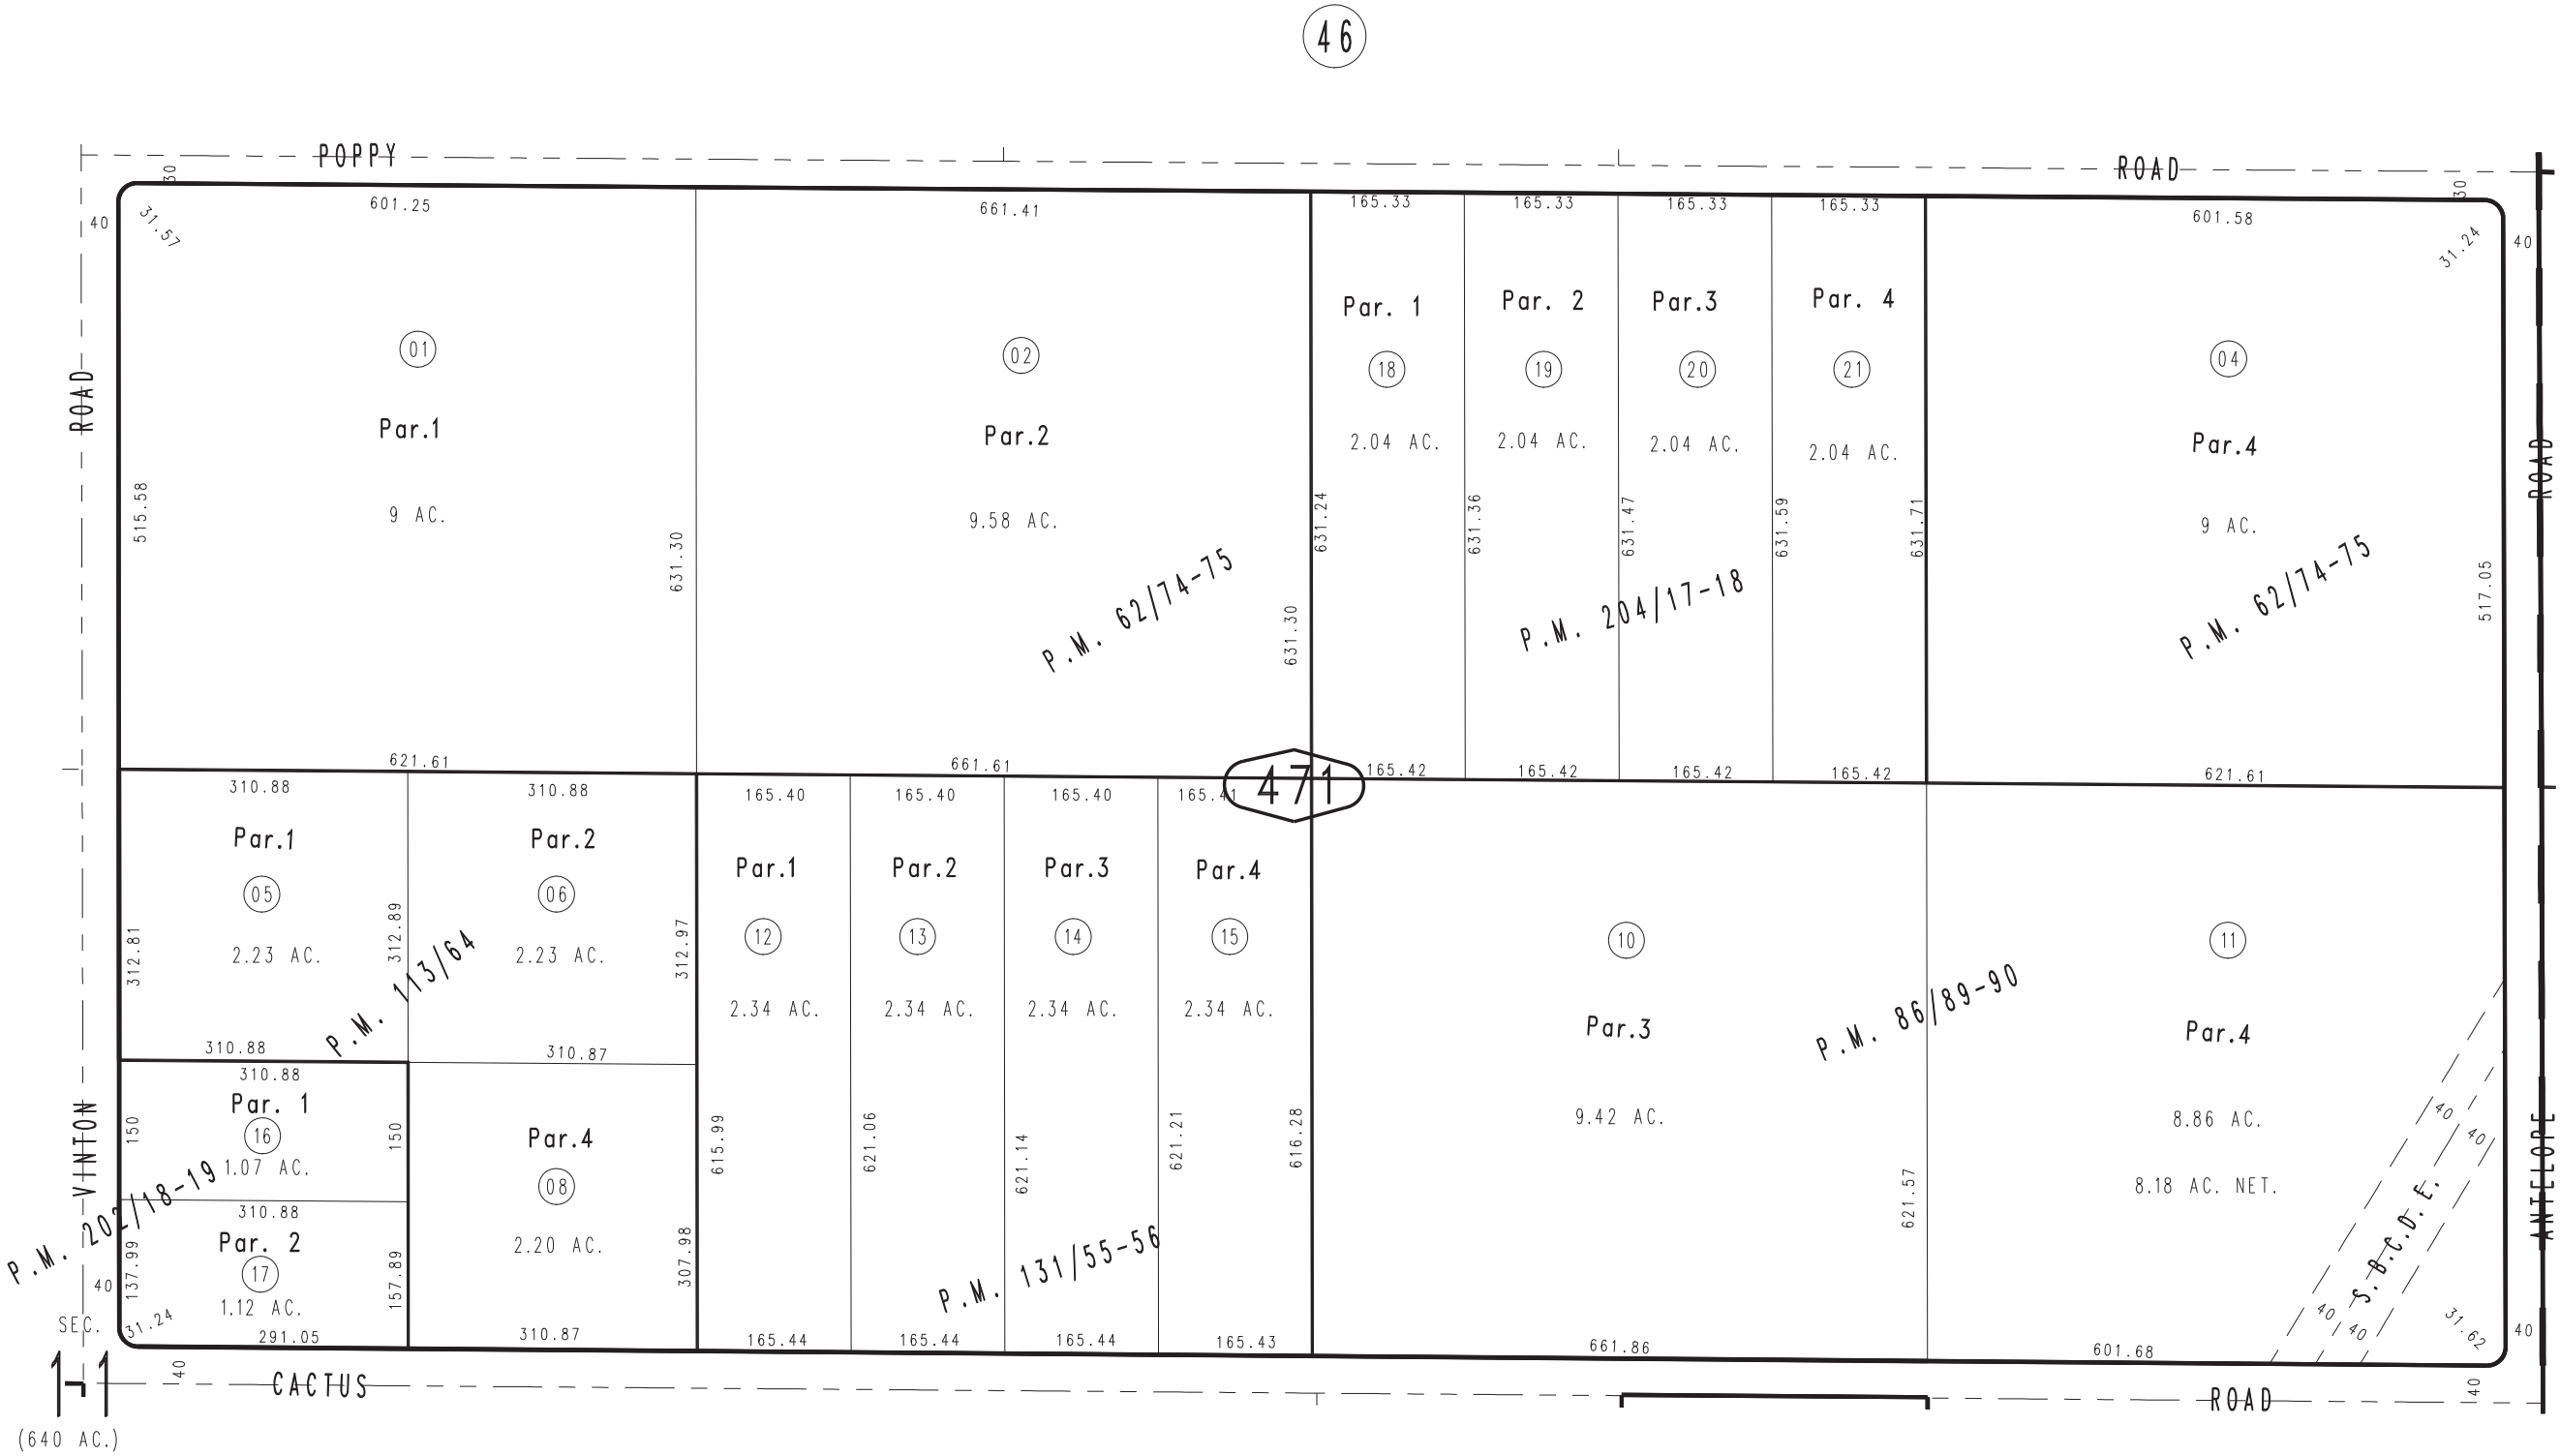 46
POPPY
ROAD
30
30
40
31.57
601.25
661.41
165.33
165.33
165.33
165.33
601.58
31.24
40
ROAD
01
Par.1
9 AC.
515.58
631.30
02
Par.2
9.58 AC.
P.M. 62/74-75
631.30
Par. 1
18
2.04 AC.
631.24
Par. 2
19
2.04 AC.
631.36
Par.3
20
2.04 AC.
631.47
Par. 4
21
2.04 AC.
631.59
631.71
P.M. 204/17-18
04
Par.4
9 AC.
P.M. 62/74-75
517.05
ROAD
621.61
661.61
165.42
165.42
165.42
165.42
621.61
471
310.88
310.88
165.40
165.40
165.40
165.41
Par.1
05
2.23 AC.
312.81
312.89
310.88
Par.2
06
2.23 AC.
312.97
310.87
P.M. 113/64
310.88
Par. 1
16
1.07 AC.
150
150
310.88
Par. 2
17
1.12 AC.
137.99
157.89
31.24
291.05
P.M. 202/18-19
VINTON
40
Par.4
08
2.20 AC.
307.98
310.87
Par.1
12
2.34 AC.
615.99
165.44
Par.2
13
2.34 AC.
621.06
165.44
Par.3
14
2.34 AC.
621.14
165.44
Par.4
15
2.34 AC.
621.21
616.28
165.43
P.M. 131/55-56
10
Par.3
9.42 AC.
661.86
P.M. 86/89-90
621.57
11
Par.4
8.86 AC.
8.18 AC. NET.
40
40
S.B.C.D.E.
40
40
31.62
601.68
40
ANTELOPE
SEC.
11
(640 AC.)
40
CACTUS
ROAD
40